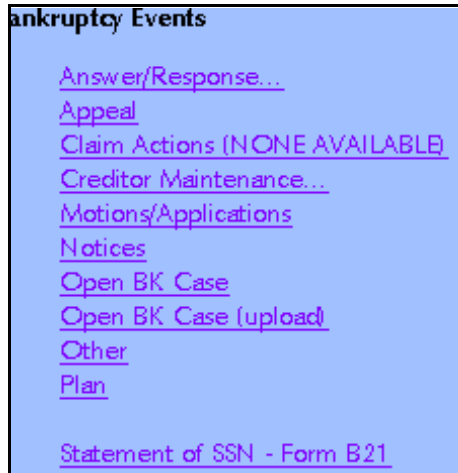 ankruptcy Events
Answer/Response...
Appeal
Claim Actions (NONE AVAILABLE)
Creditor Maintenance...
Motions/Applications
Notices
Open BK Case
Open BK Case (upload)
Other
Plan
Statement of SSN - Form B21